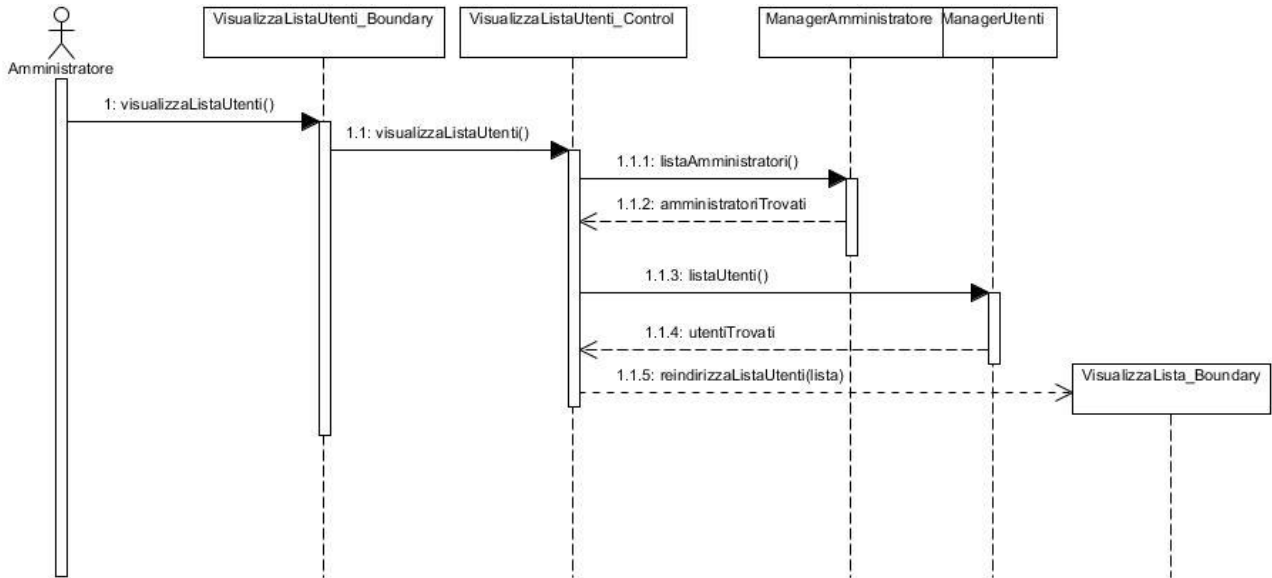 VisualizzaListaUtenti_Boundary
VisualizzaListaUtenti_Control
ManagerAmministratore
ManagerUtenti
Amministratore
1: visualizzaListaUtenti()
1.1: visualizzaListaUtenti()
1.1.1: listaAmministratori()
1.1.2: amministratoriTrovati
1.1.3: listaUtenti()
1.1.4: utentiTrovati
1.1.5: reindirizzaListaUtenti(lista)
VisualizzaLista_Boundary